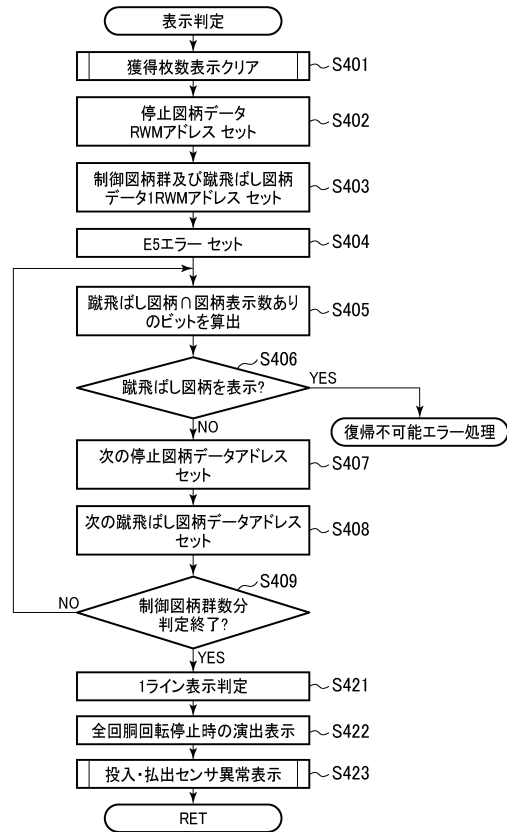 表示判定
獲得枚数表示クリア
S401
停止図柄データ
RWMアドレス セット
S402
制御図柄群及び蹴飛ばし図柄
データ1RWMアドレス セット
S403
E5エラー セット
S404
蹴飛ばし図柄∩図柄表示数あり
のビットを算出
S405
S406
蹴飛ばし図柄を表示?
YES
復帰不可能エラー処理
NO
次の停止図柄データアドレス
セット
S407
次の蹴飛ばし図柄データアドレス
セット
S408
S409
NO
制御図柄群数分
判定終了?
YES
1ライン表示判定
S421
全回胴回転停止時の演出表示
S422
投入・払出センサ異常表示
S423
RET